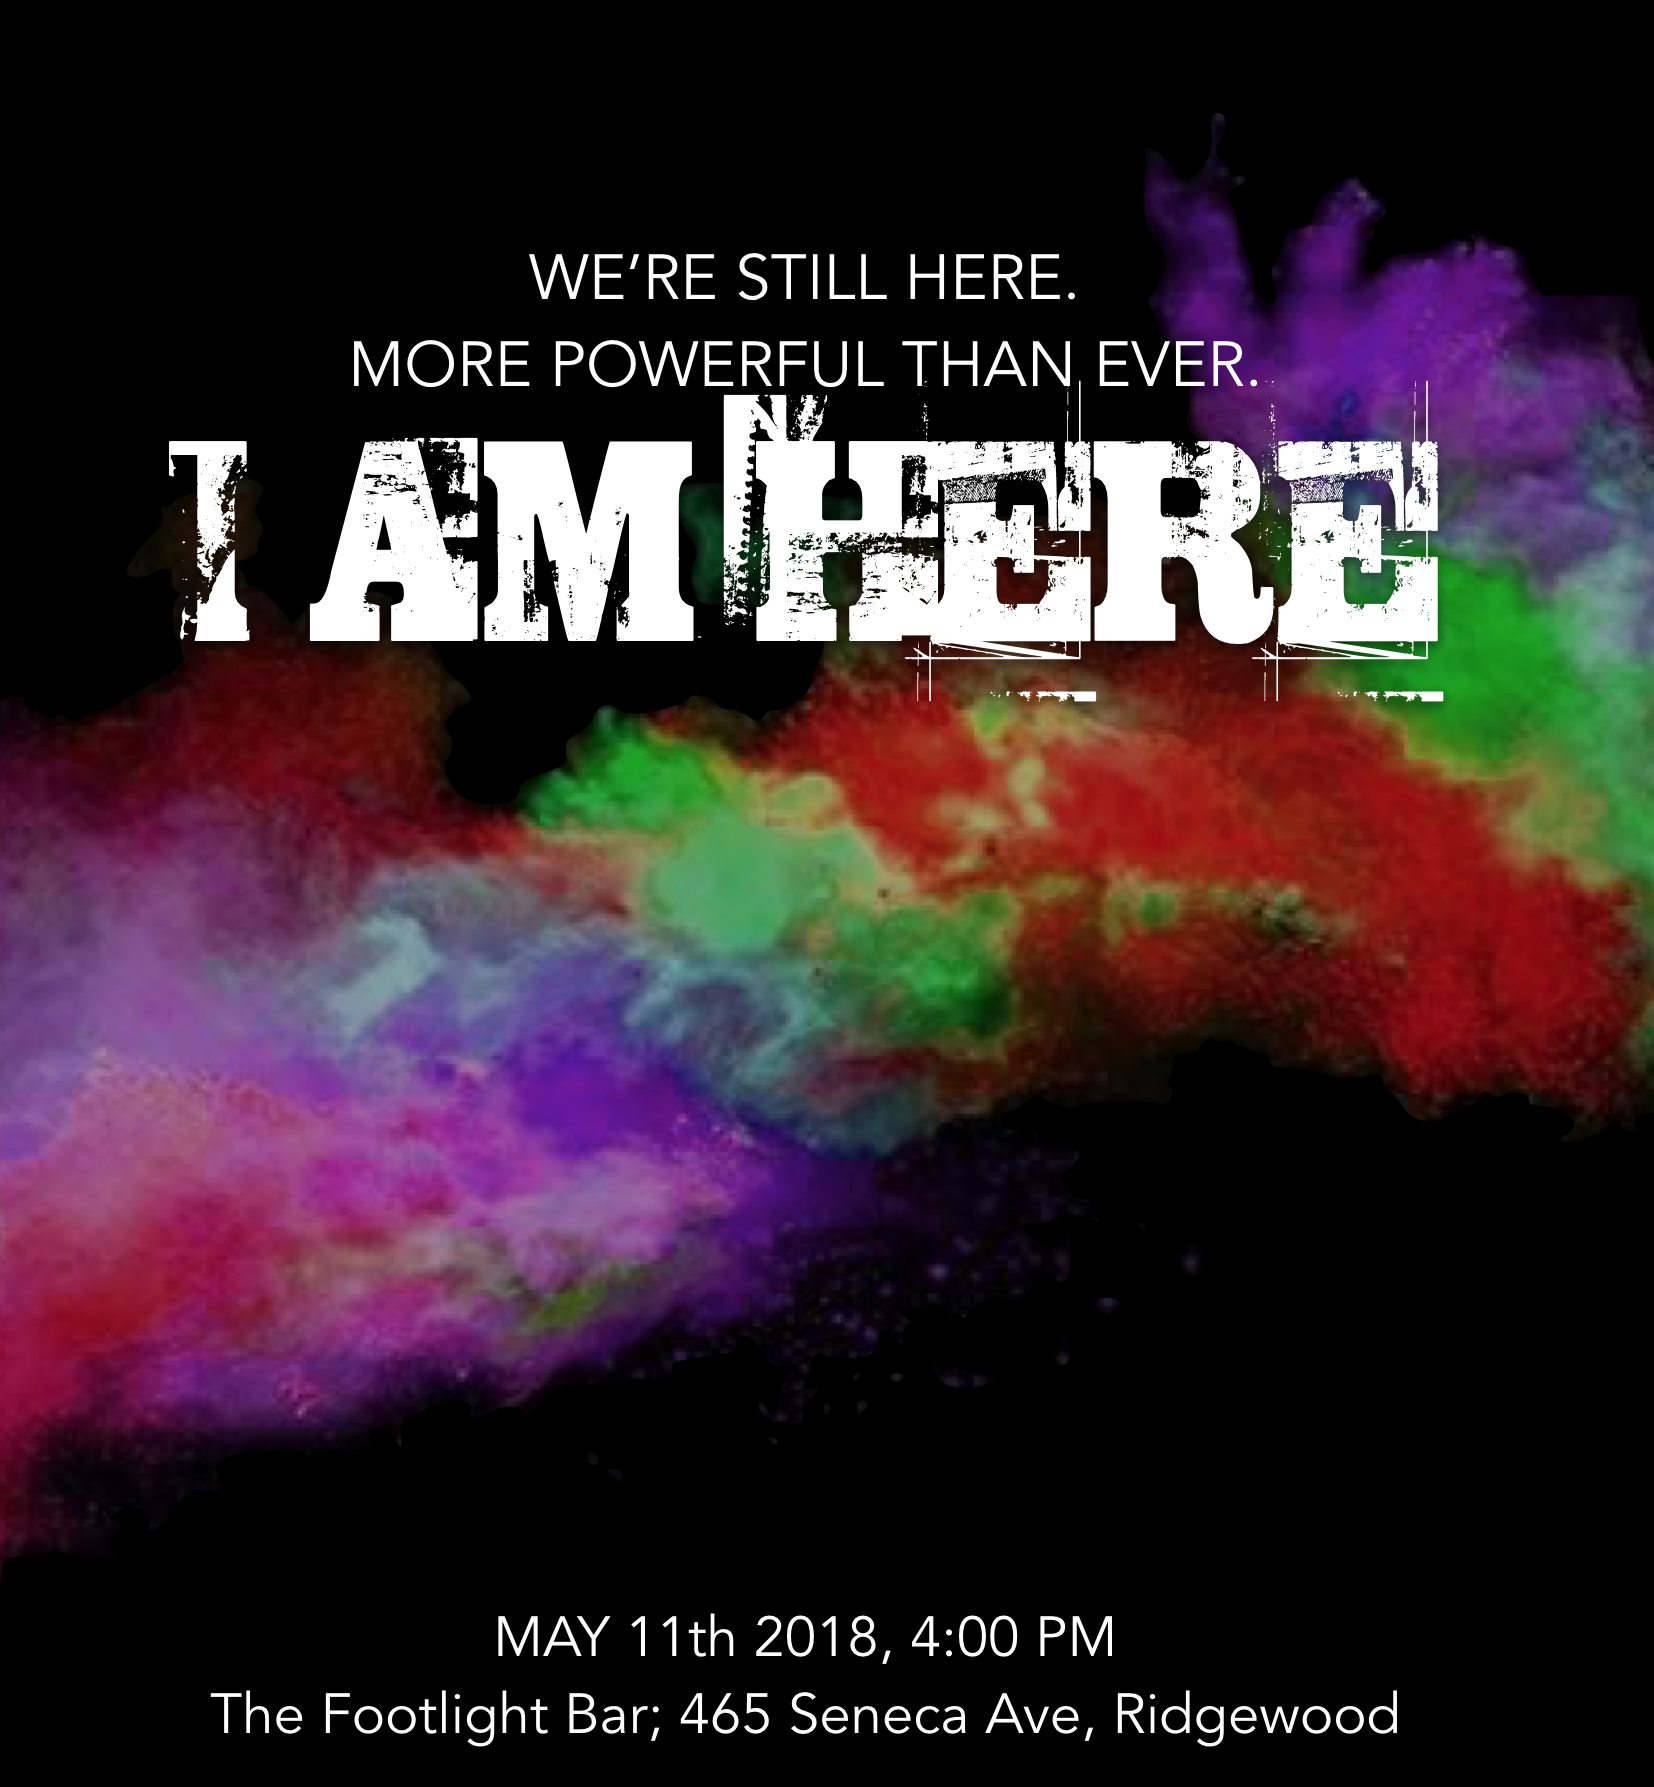 WE’RE STILL HERE.
MORE POWERFUL THAN EVER.
I AM HERE
MAY 11th 2018, 4:00 PM
The Footlight Bar; 465 Seneca Ave, Ridgewood